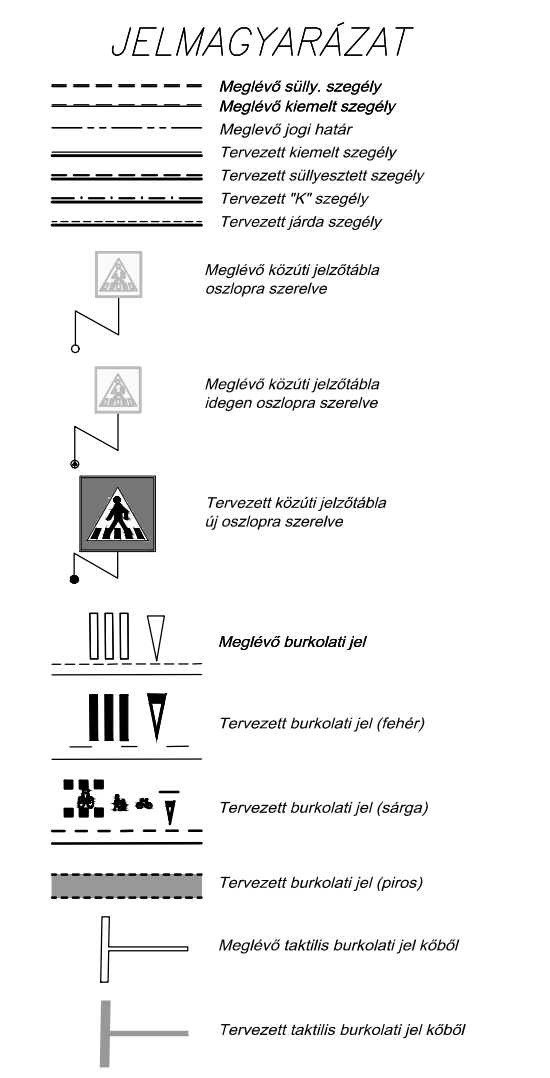 JELMAGYARÁZAT
Meglévő sülly. szegély
Meglévő kiemelt szegély
Meglevő jogi határ
Tervezett kiemelt szegély
Tervezett süllyesztett szegély
Tervezett "K" szegély
Tervezett járda szegély
Meglévő közúti jelzőtábla
oszlopra szerelve
Meglévő közúti jelzőtábla
idegen oszlopra szerelve
Tervezett közúti jelzőtábla
új oszlopra szerelve
Meglévő burkolati jel
Tervezett burkolati jel (fehér)
Tervezett burkolati jel (sárga)
Tervezett burkolati jel (piros)
Meglévő taktilis burkolati jel kőből
Tervezett taktilis burkolati jel kőből